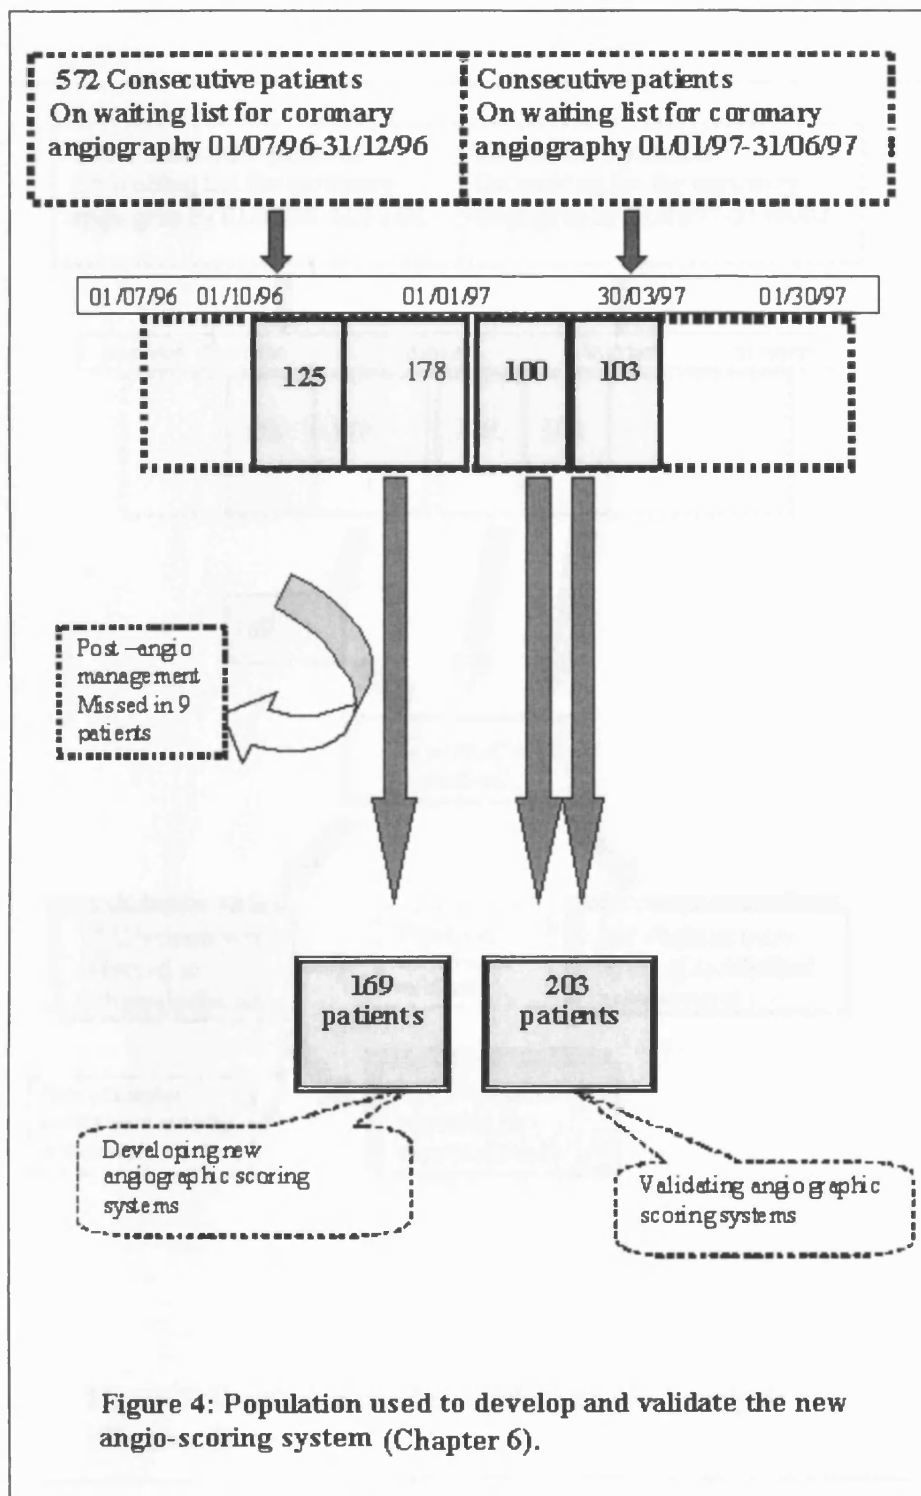 572 Consecutive patients
On waiting list for coronary
angiography 01/07/96-31/12/96
Consecutive patients
On waiting list for coronary
angiography 01/01/97-31/06/97
01/07/96 01/10/96 01/01/97 30/03/97 01/30/97
125 178 100 103
Post –angio
management
Missed in 9
patients
169
patients
203
patients
Developing new
angiographic scoring
systems
Validating angiographic
scoring systems
Figure 4: Population used to develop and validate the new
angio-scoring system (Chapter 6).